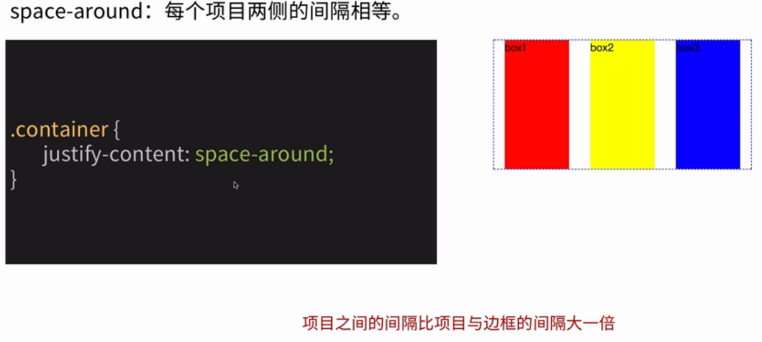 space-around：每个项目两侧的间隔相等。
.container {
justify-content: space-around;
}
box1 box2 box3
项目之间的间隔比项目与边框的间隔大一倍